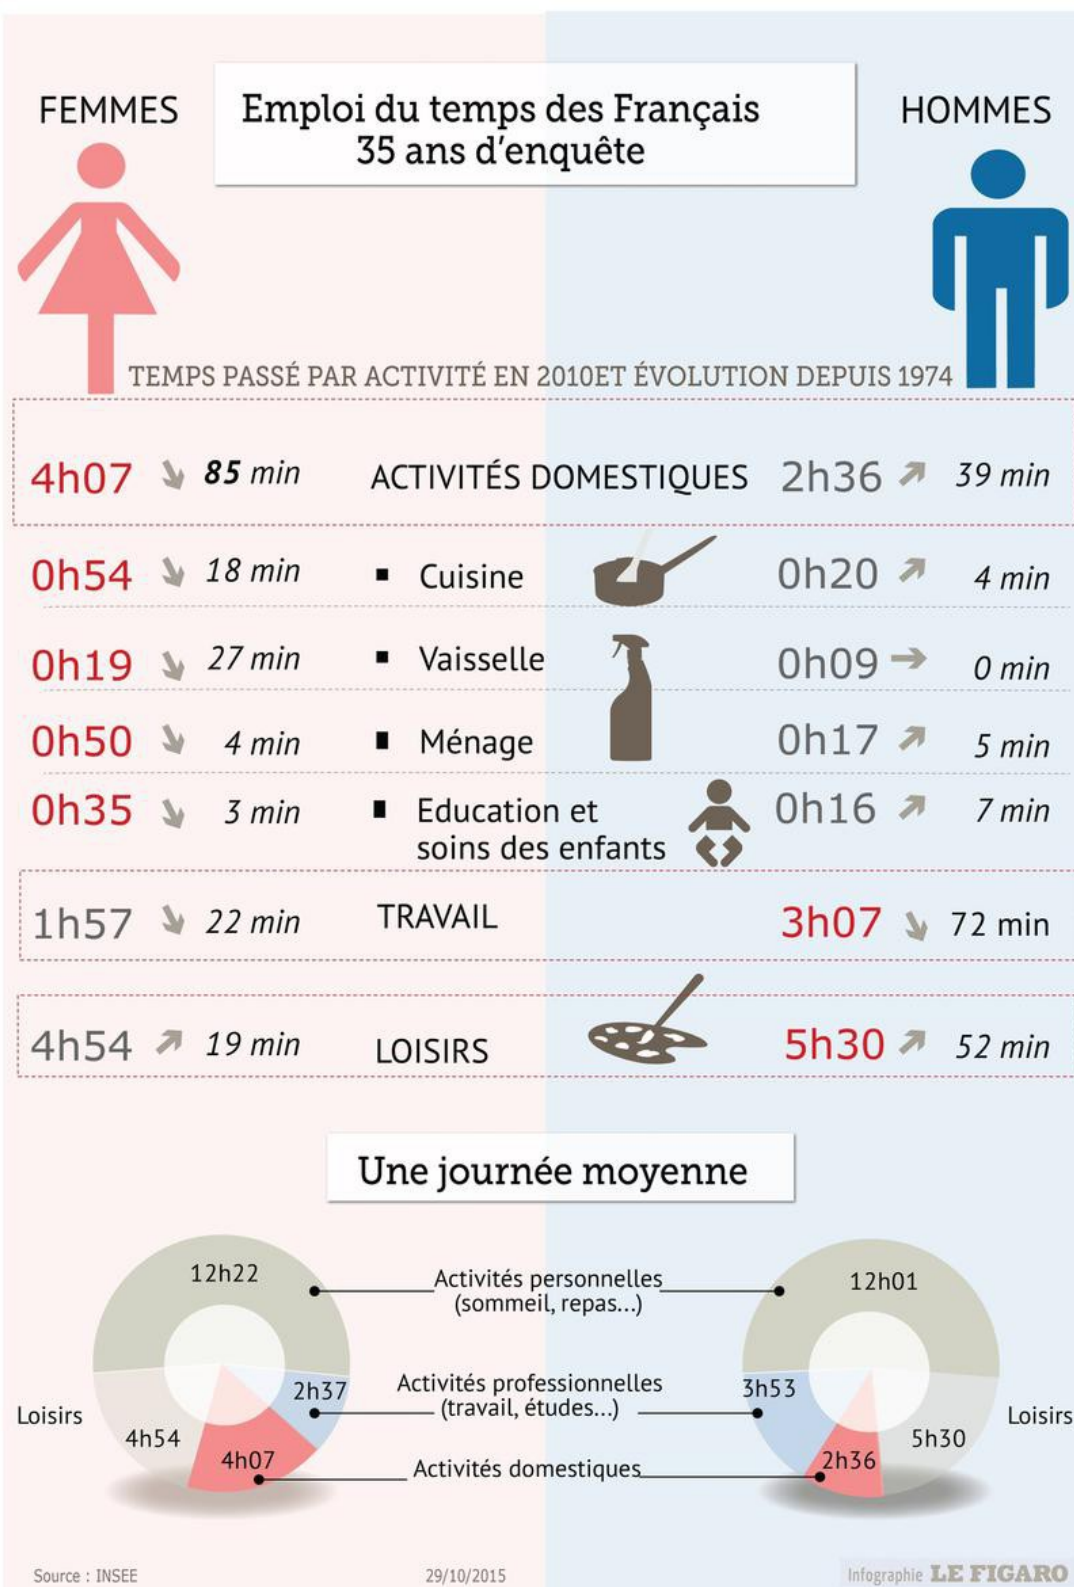 FEMMES
Emploi du temps des Français
35 ans d’enquête
HOMMES
TEMPS PASSÉ PAR ACTIVITÉ EN 2010ET ÉVOLUTION DEPUIS 1974
4h07 85 min ACTIVITÉS DOMESTIQUES 2h36 39 min
0h54 18 min Cuisine 0h20 4 min
0h19 27 min Vaisselle 0h09 0 min
0h50 4 min Ménage 0h17 5 min
0h35 3 min Education et 0h16 7 min
soins des enfants
1h57 22 min TRAVAIL 3h07 72 min
4h54 19 min LOISIRS 5h30 52 min
Une journée moyenne
12h22
Activités personnelles
(sommeil, repas...)
12h01
2h37
Activités professionnelles
(travail, études...)
3h53
Loisirs
4h54
4h07
Activités domestiques
2h36
5h30
Loisirs
Source : INSEE
29/10/2015
Infographie LE FIGARO